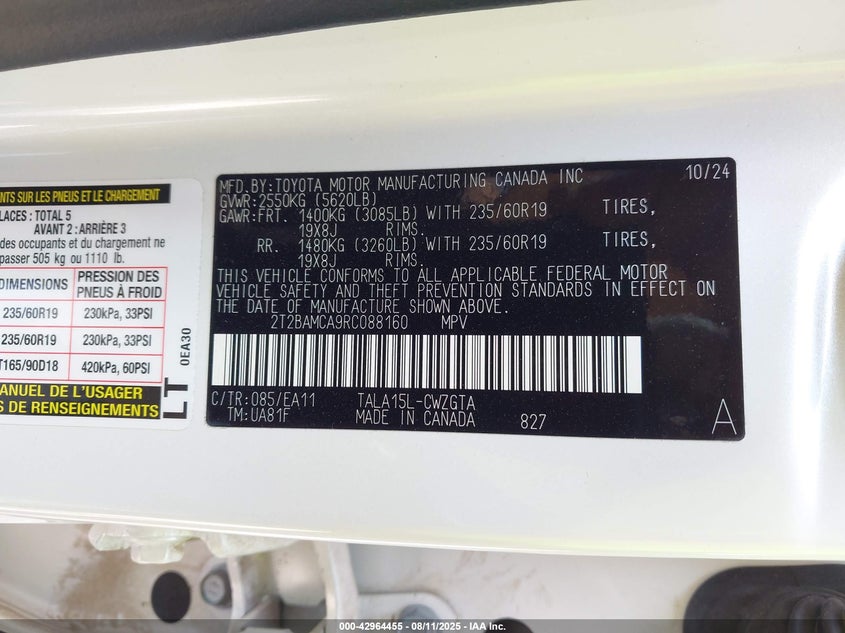 ANTS SUR LES PNEUS ET LE CHARGEMENT
LACES : TOTAL 5
AVANT 2 : ARRIÈRE 3
des occupants et du chargement ne
passer 505 kg ou 1110 lb.
DIMENSIONS
PRESSION DES
PNEUS À FROID
235/60R19 230kPa, 33PSI
235/60R19 230kPa, 33PSI
T165/90D18 420kPa, 60PSI
MANUEL DE L'USAGER
S DE RENSEIGNEMENTS
0EA30
LT
MFD.BY:TOYOTA MOTOR MANUFACTURING CANADA INC 10/24
GVWR:2550KG (5620LB)
GAWR:FRT. 1400KG (3085LB) WITH 235/60R19 TIRES,
19X8J RIMS.
RR. 1480KG (3260LB) WITH 235/60R19 TIRES,
19X8J RIMS.
THIS VEHICLE CONFORMS TO ALL APPLICABLE FEDERAL MOTOR
VEHICLE SAFETY AND THEFT PREVENTION STANDARDS IN EFFECT ON
THE DATE OF MANUFACTURE SHOWN ABOVE.
2T2BAMCA9RC088160 MPV
C/TR:085/EA11 TALA15L-CWZGTA
TM:UA81F MADE IN CANADA 827
A
000-42964455 - 08/11/2025 - IAA Inc.